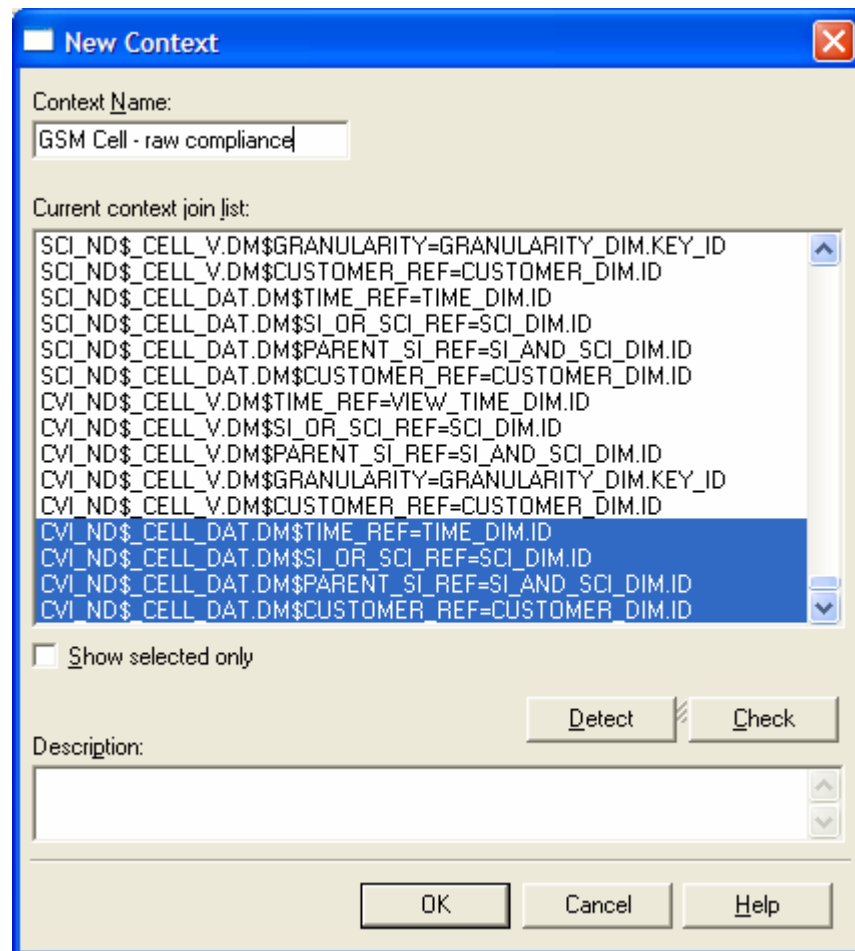 New Context
Context Name:
GSM Cell - raw compliance
Current context join list:
SCI_ND$_CELL_V.DM$GRANULARITY=GRANULARITY_DIM.KEY_ID
SCI_ND$_CELL_V.DM$CUSTOMER_REF=CUSTOMER_DIM.ID
SCI_ND$_CELL_DAT.DM$TIME_REF=TIME_DIM.ID
SCI_ND$_CELL_DAT.DM$SI_OR_SCI_REF=SCI_DIM.ID
SCI_ND$_CELL_DAT.DM$PARENT_SI_REF=SI_AND_SCI_DIM.ID
SCI_ND$_CELL_DAT.DM$CUSTOMER_REF=CUSTOMER_DIM.ID
CVI_ND$_CELL_V.DM$TIME_REF=VIEW_TIME_DIM.ID
CVI_ND$_CELL_V.DM$SI_OR_SCI_REF=SCI_DIM.ID
CVI_ND$_CELL_V.DM$PARENT_SI_REF=SI_AND_SCI_DIM.ID
CVI_ND$_CELL_V.DM$GRANULARITY=GRANULARITY_DIM.KEY_ID
CVI_ND$_CELL_V.DM$CUSTOMER_REF=CUSTOMER_DIM.ID
CVI_ND$_CELL_DAT.DM$TIME_REF=TIME_DIM.ID
CVI_ND$_CELL_DAT.DM$SI_OR_SCI_REF=SCI_DIM.ID
CVI_ND$_CELL_DAT.DM$PARENT_SI_REF=SI_AND_SCI_DIM.ID
CVI_ND$_CELL_DAT.DM$CUSTOMER_REF=CUSTOMER_DIM.ID
Show selected only
Detect Check
Description:
OK Cancel Help